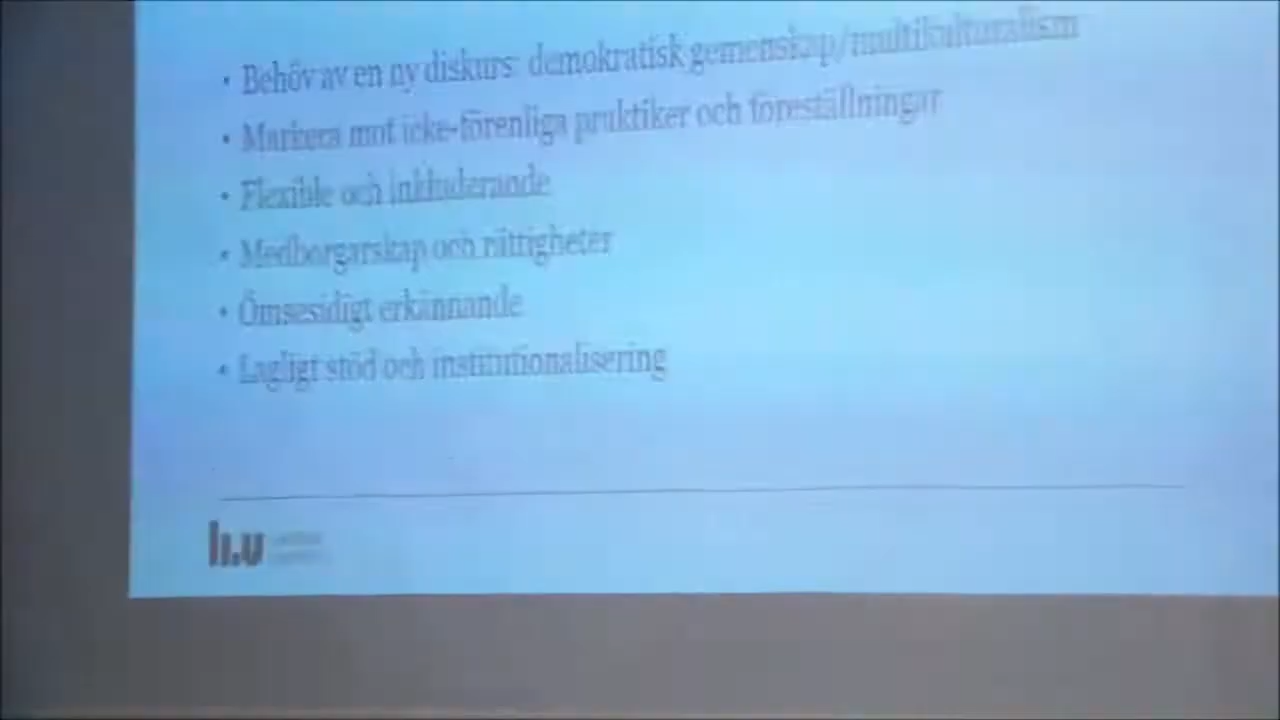 • Behöv av en ny diskurs: demokratisk gemenskap/multikulturalism
• Markera mot icke-förenliga praktiker och föreställningar
• Flexible och inkluderande
• Medborgarskap och rättigheter
• Ömsesidigt erkännande
• Lagligt stöd och institutionalisering
li.u